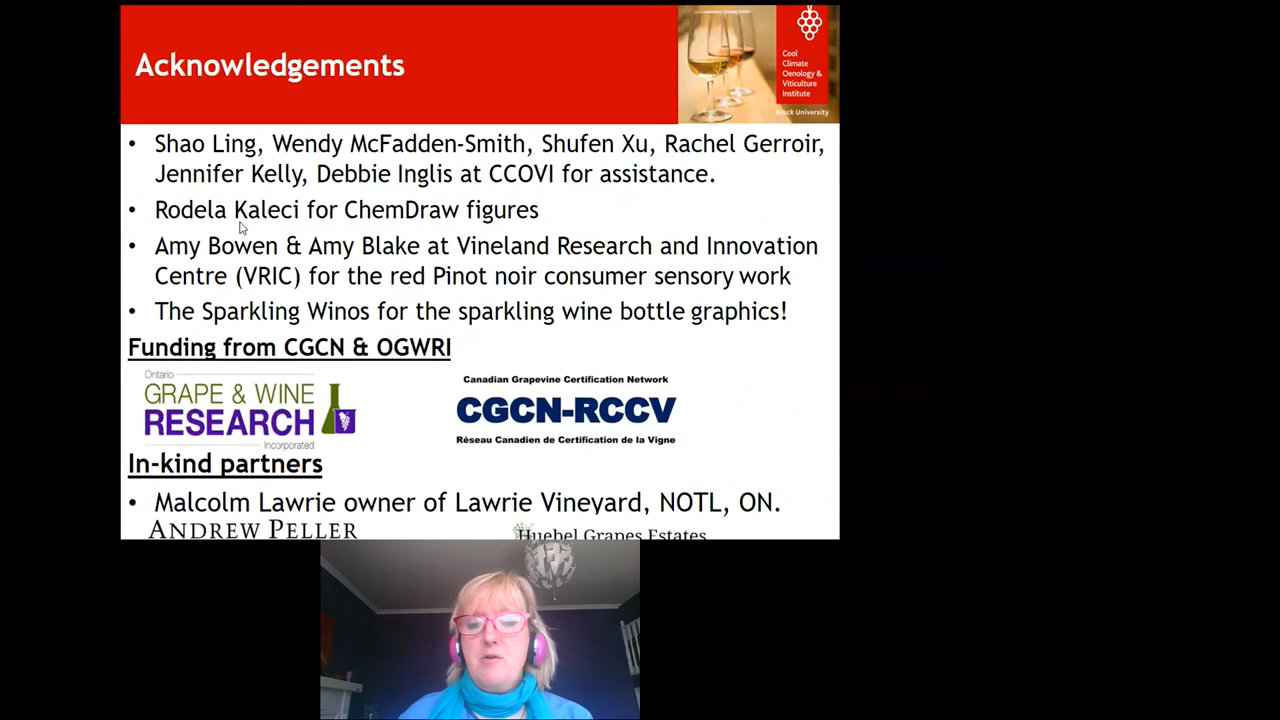 Acknowledgements
Cool
Climate
Oenology &
Viticulture
Institute
Brock University
• Shao Ling, Wendy McFadden-Smith, Shufen Xu, Rachel Gerroir,
Jennifer Kelly, Debbie Inglis at CCOVI for assistance.
• Rodela Kaleci for ChemDraw figures
• Amy Bowen & Amy Blake at Vineland Research and Innovation
Centre (VRIC) for the red Pinot noir consumer sensory work
• The Sparkling Winos for the sparkling wine bottle graphics!
Funding from CGCN & OGWRI
Ontario
GRAPE & WINE
RESEARCH
Incorporated
Canadian Grapevine Certification Network
CGCN-RCCV
Réseau Canadien de Certification de la Vigne
In-kind partners
• Malcolm Lawrie owner of Lawrie Vineyard, NOTL, ON.
ANDREW PELLER
Huebel Grapes Estates